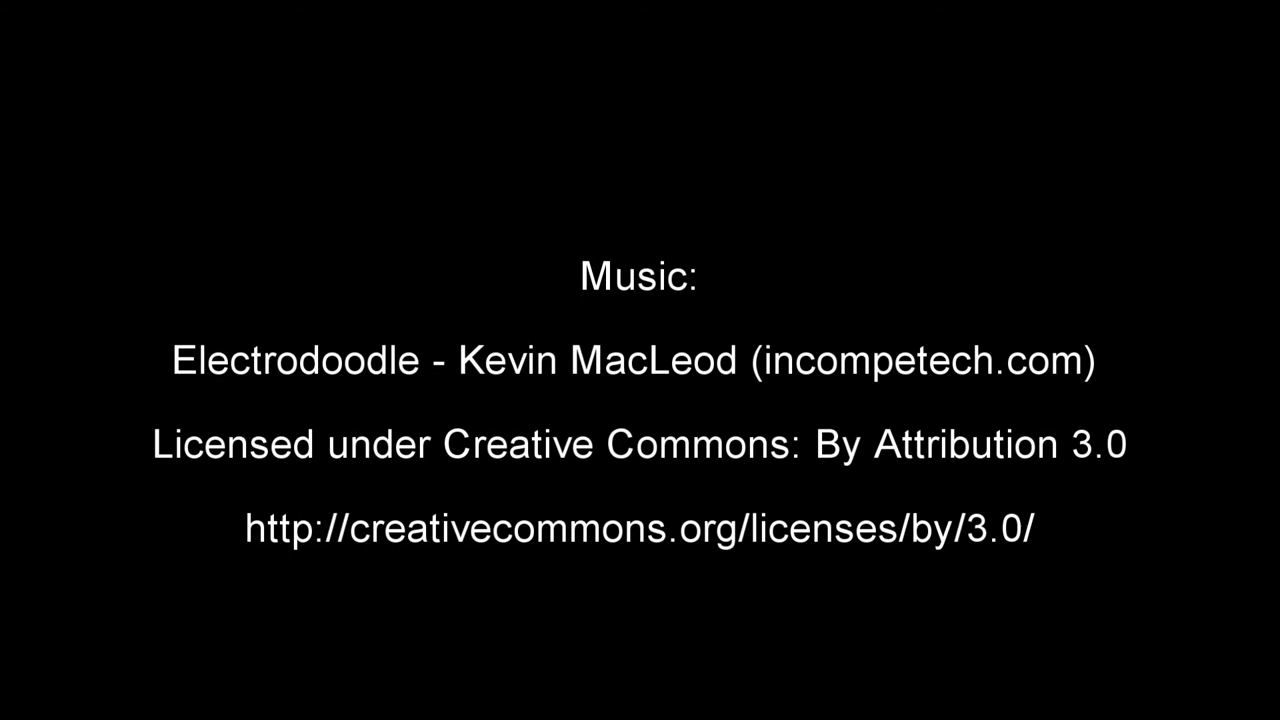 Music:
Electrodoodle - Kevin MacLeod (incompetech.com)
Licensed under Creative Commons: By Attribution 3.0
http://creativecommons.org/licenses/by/3.0/